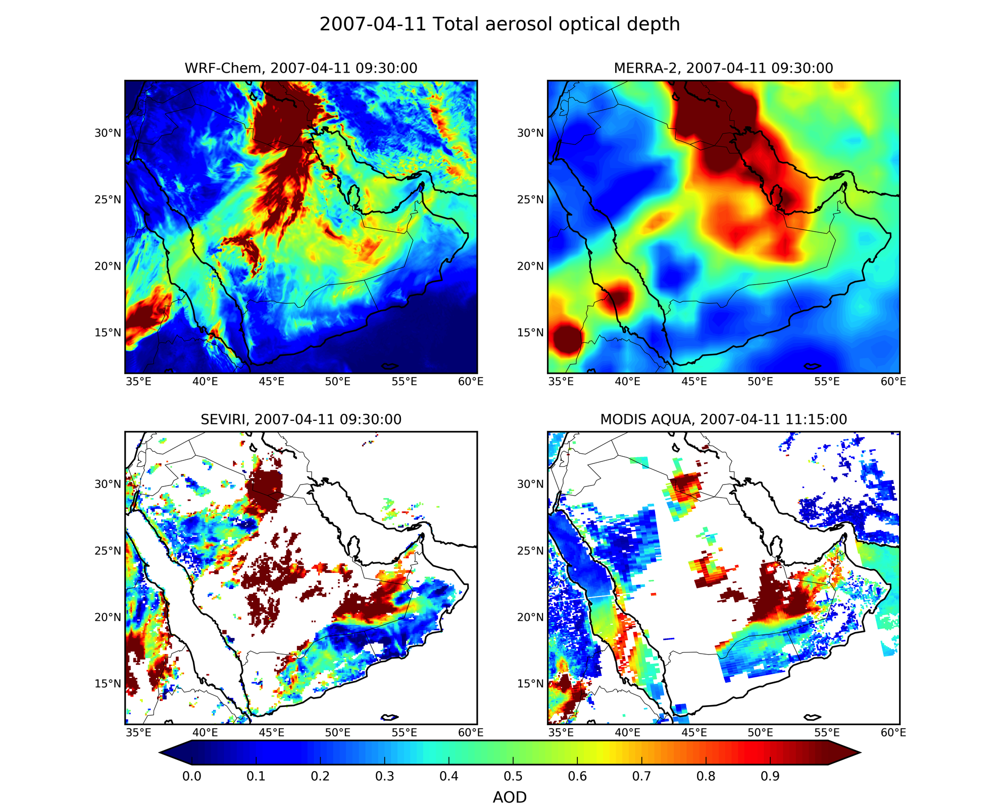 2007-04-11 Total aerosol optical depth
WRF-Chem, 2007-04-11 09:30:00
MERRA-2, 2007-04-11 09:30:00
30°N
25°N
20°N
15°N
35°E 40°E 45°E 50°E 55°E 60°E
30°N
25°N
20°N
15°N
35°E 40°E 45°E 50°E 55°E 60°E
SEVIRI, 2007-04-11 09:30:00
MODIS AQUA, 2007-04-11 11:15:00
30°N
25°N
20°N
15°N
35°E 40°E 45°E 50°E 55°E 60°E
30°N
25°N
20°N
15°N
35°E 40°E 45°E 50°E 55°E 60°E
0.0 0.1 0.2 0.3 0.4 0.5 0.6 0.7 0.8 0.9
AOD